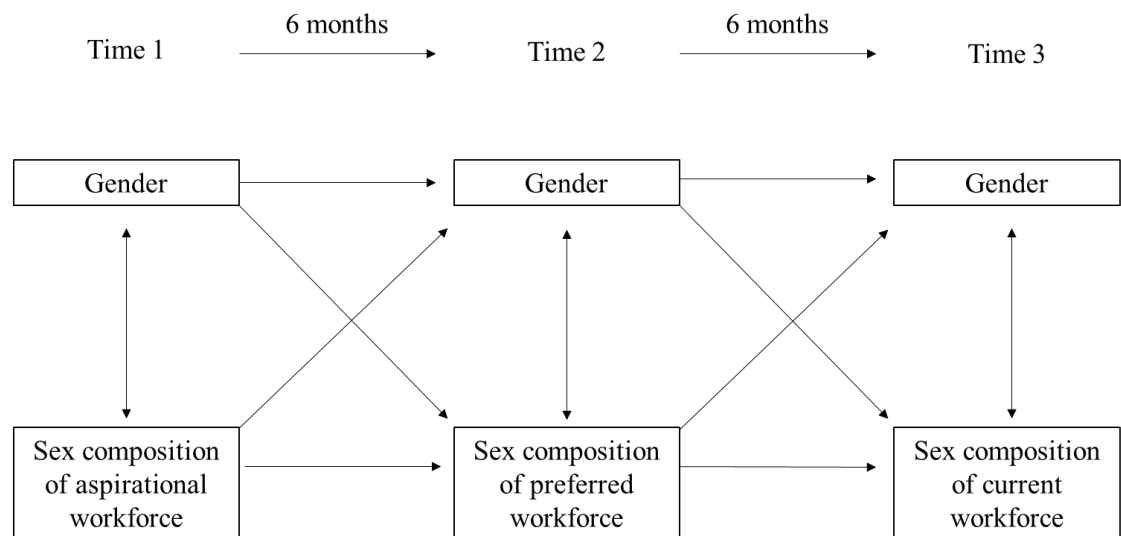 6 months
6 months
Time 1
Time 2
Time 3
Gender
Gender
Gender
Sex composition
of aspirational
workforce
Sex composition
of preferred
workforce
Sex composition
of current
workforce